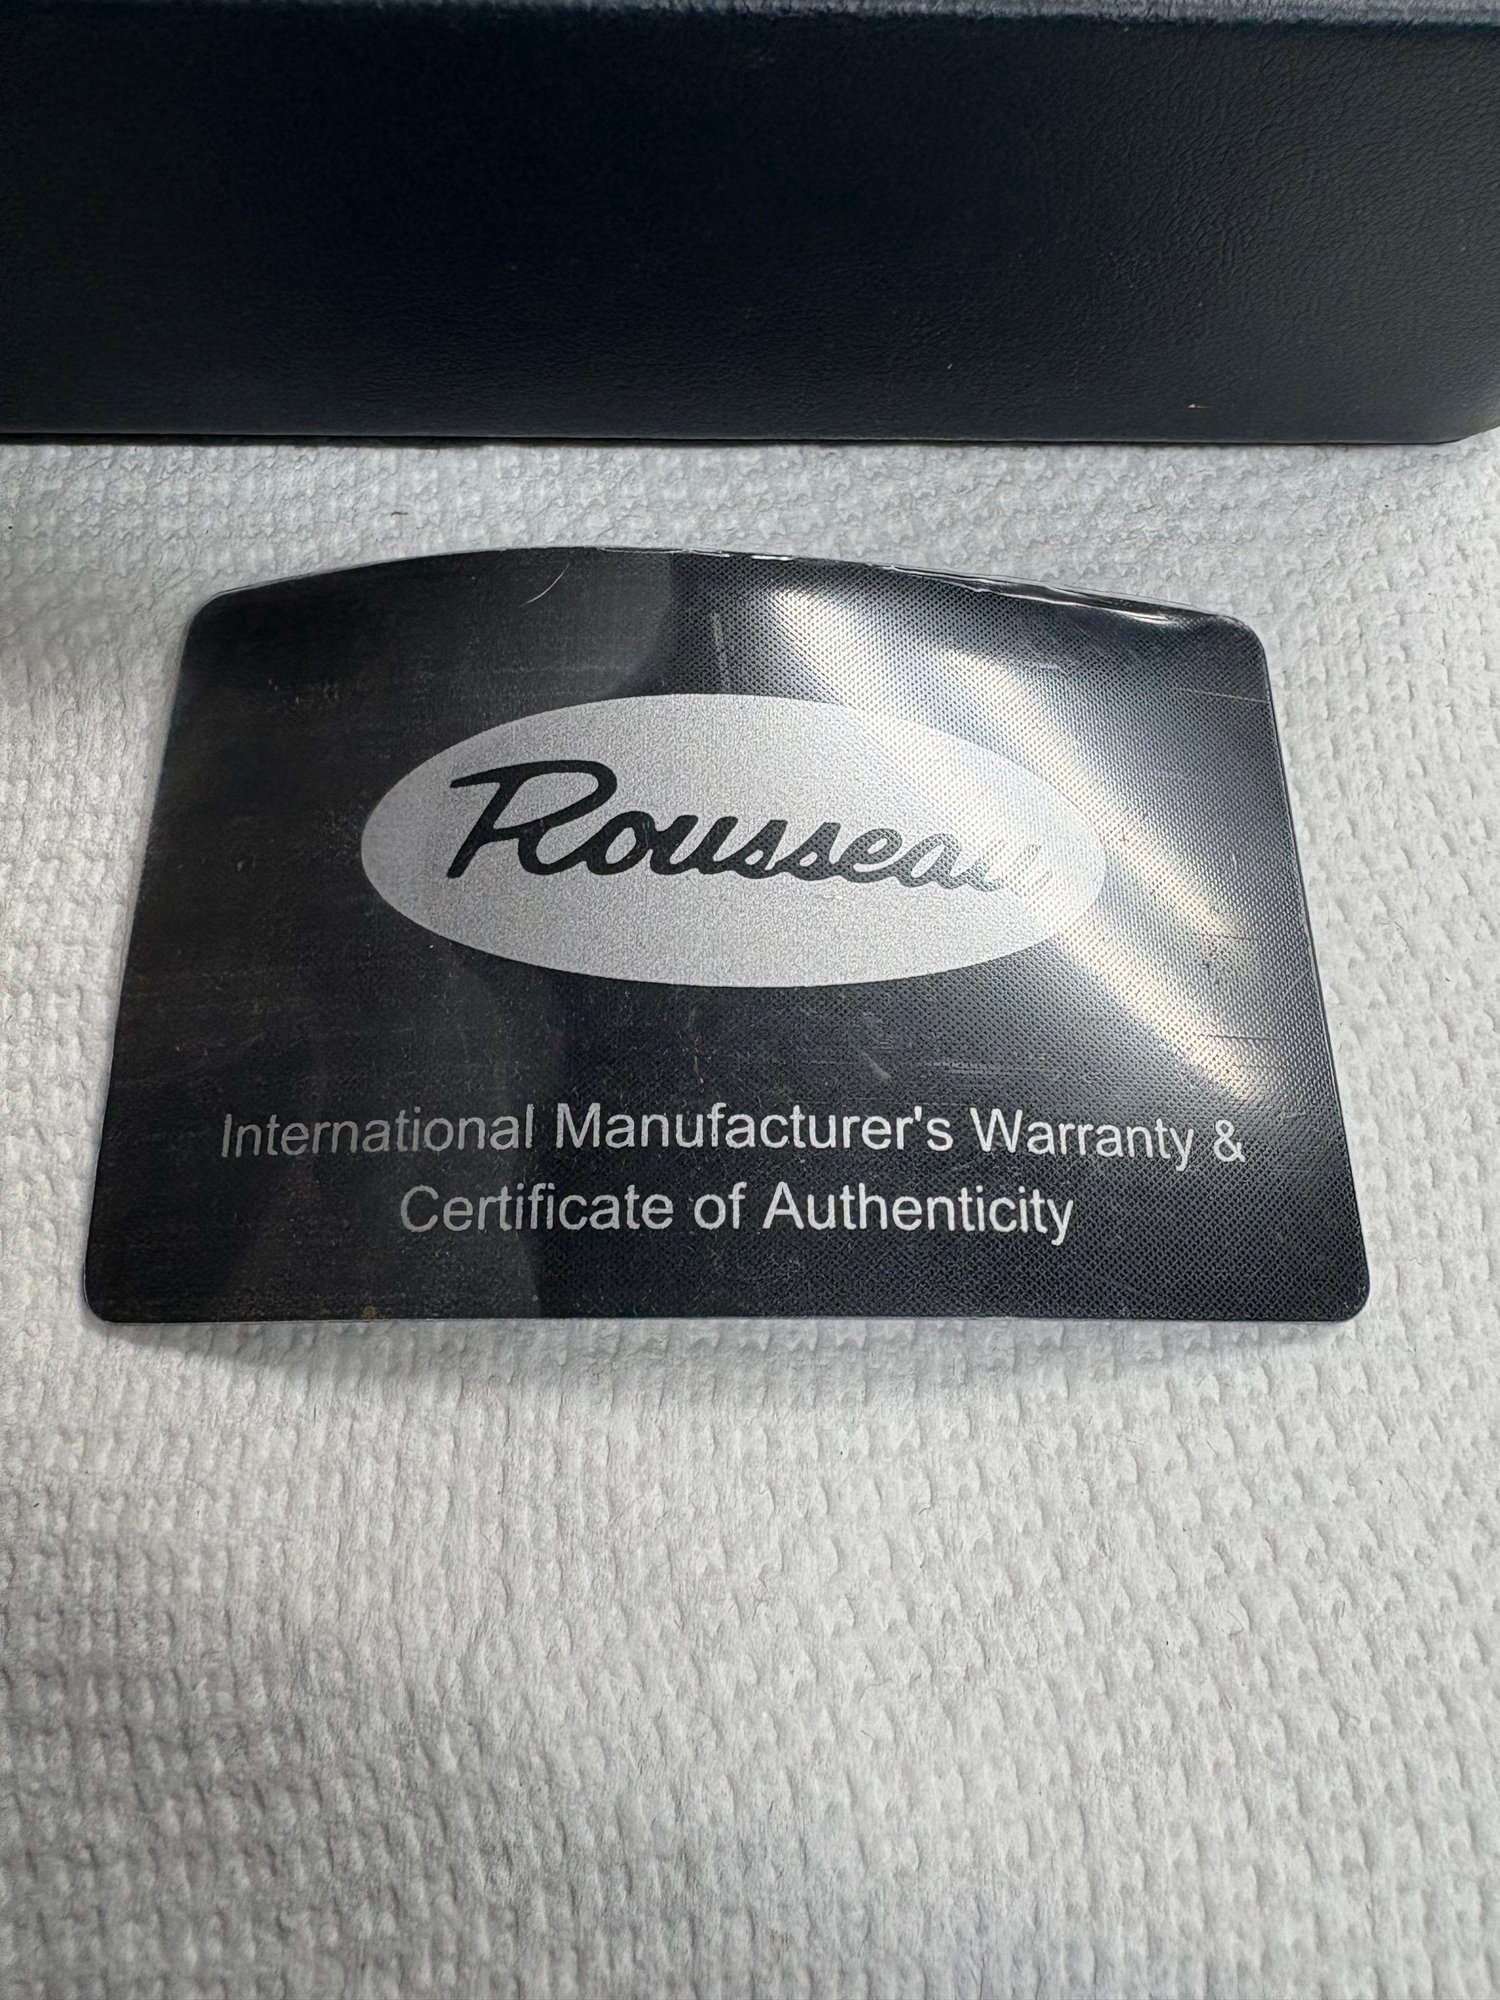 Rousseau
International Manufacturer's Warranty &
Certificate of Authenticity